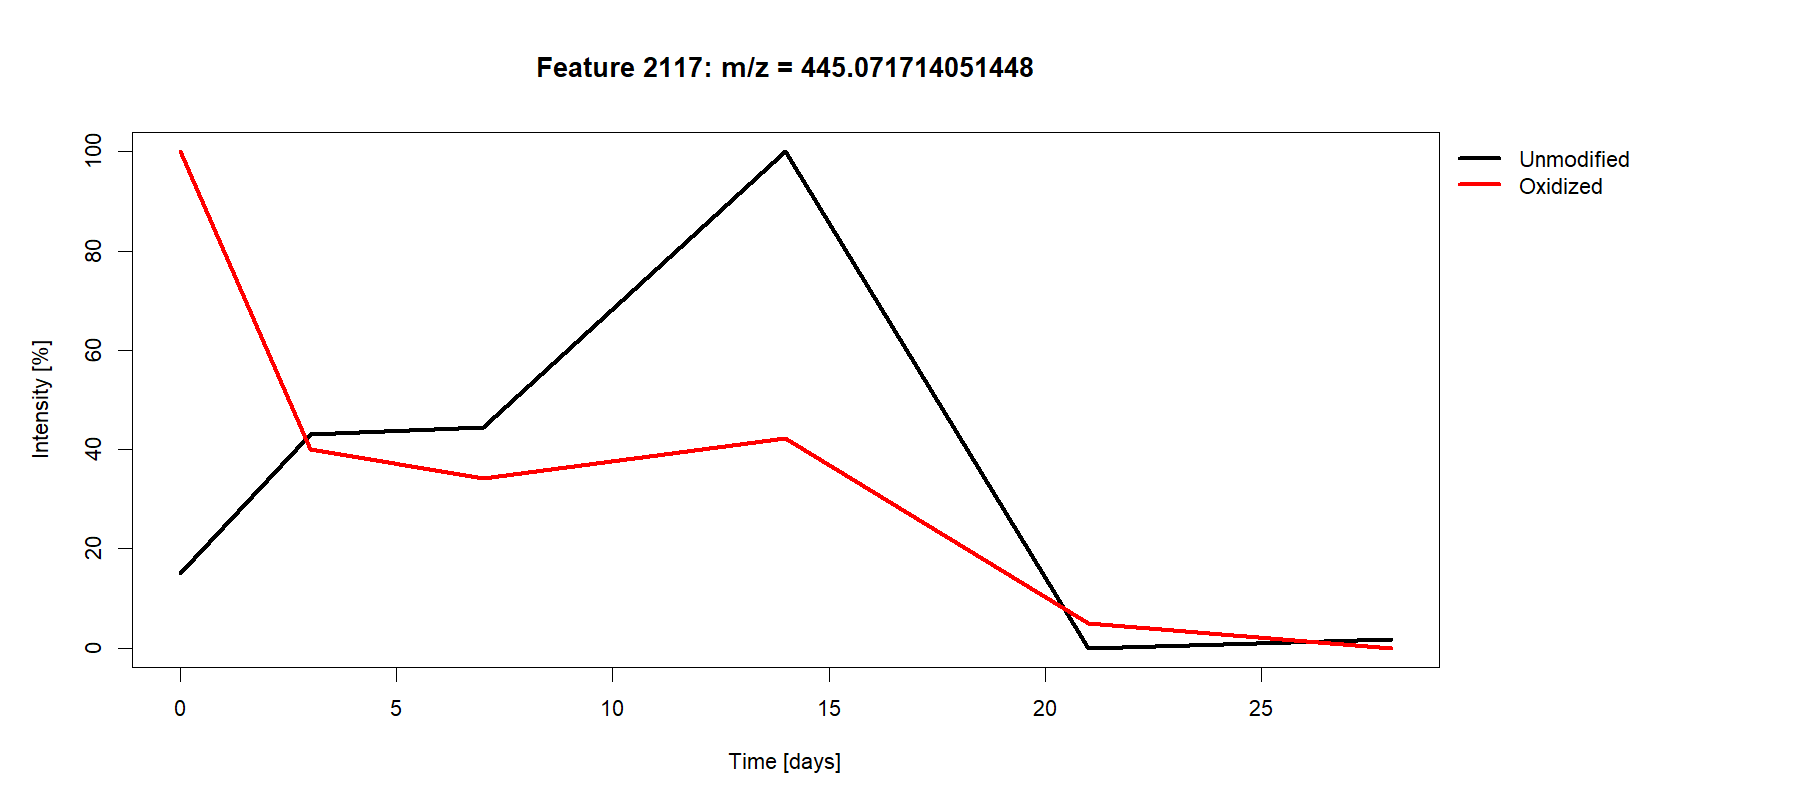 Feature 2117: m/z = 445.071714051448
Unmodified
Oxidized
Intensity [%]
100
80
60
40
20
0
0 5 10 15 20 25
Time [days]